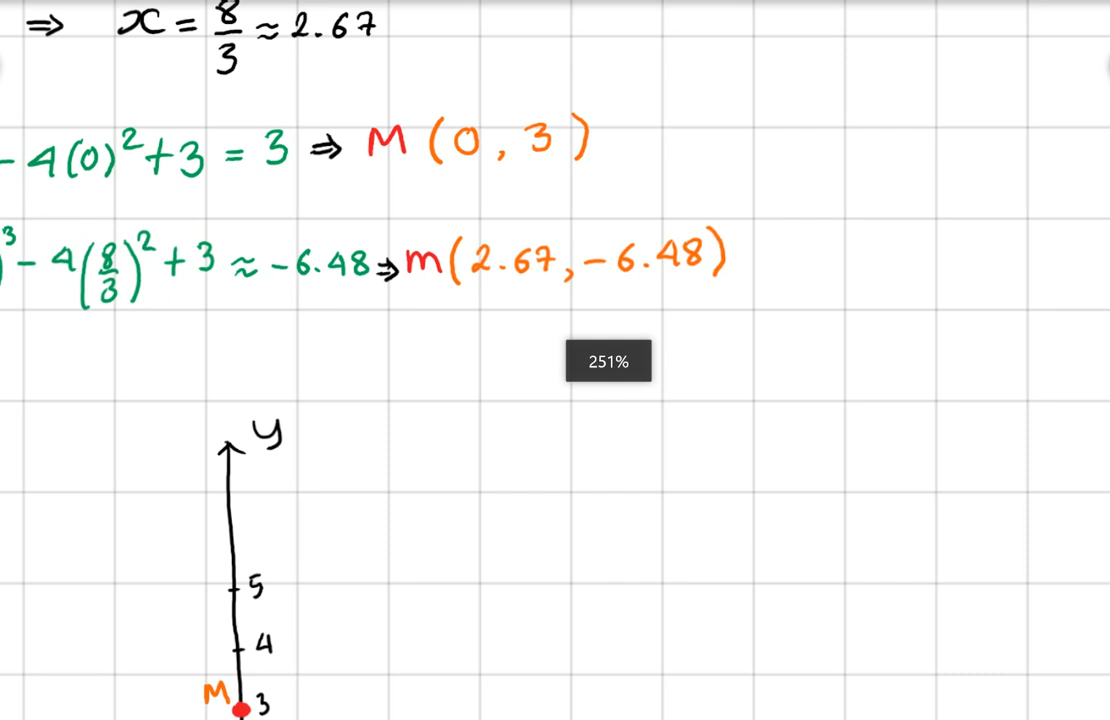 ⇒ x = 8/3 ≈ 2.67
- 4(0)²+3 = 3 ⇒ M (0, 3)
)³ - 4(8/3)² + 3 ≈ -6.48 ⇒ m(2.67, -6.48)
251%
y
5
4
M 3